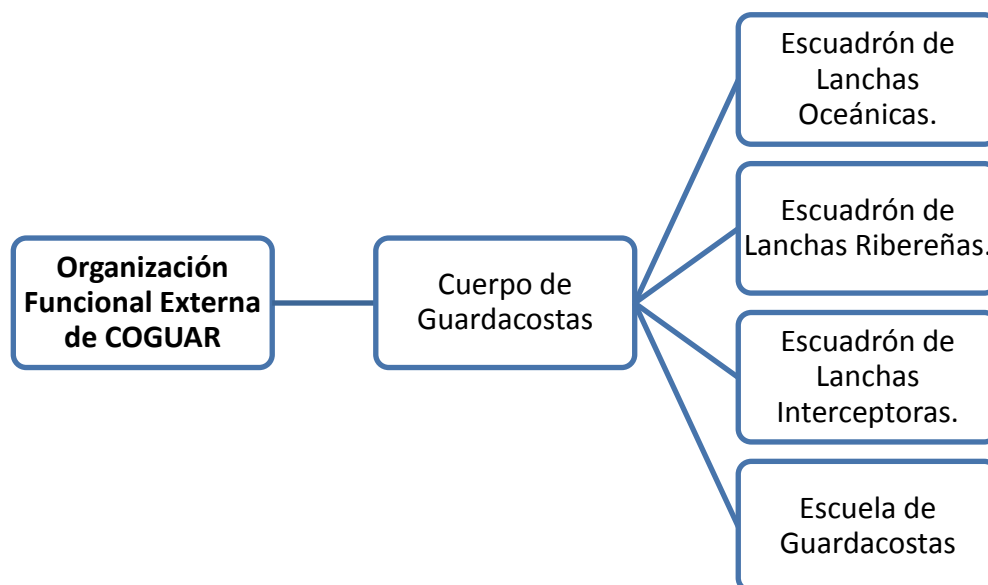 Organización
Funcional Externa
de COGUAR
Cuerpo de
Guardacostas
Escuadrón de
Lanchas
Oceánicas.
Escuadrón de
Lanchas Ribereñas.
Escuadrón de
Lanchas
Interceptoras.
Escuela de
Guardacostas